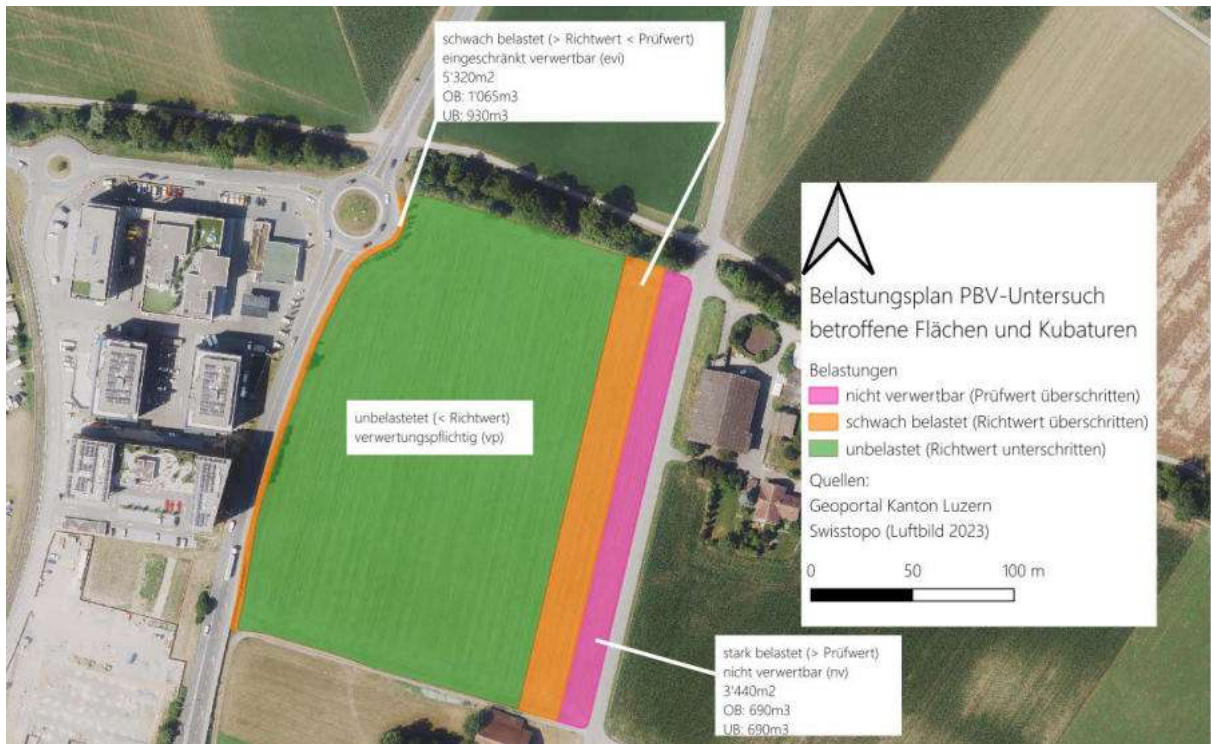 schwach belastet (> Richtwert < Prüfwert)
eingeschränkt verwertbar (evi)
5'320m2
OB: 1'065m3
UB: 930m3
unbelastetet (< Richtwert)
verwertungspflichtig (vp)
Belastungsplan PBV-Untersuch
betroffene Flächen und Kubaturen
Belastungen
nicht verwertbar (Prüfwert überschritten)
schwach belastet (Richtwert überschritten)
unbelastet (Richtwert unterschritten)
Quellen:
Geoportal Kanton Luzern
Swisstopo (Luftbild 2023)
0 50 100 m
stark belastet (> Prüfwert)
nicht verwertbar (nv)
3'440m2
OB: 690m3
UB: 690m3